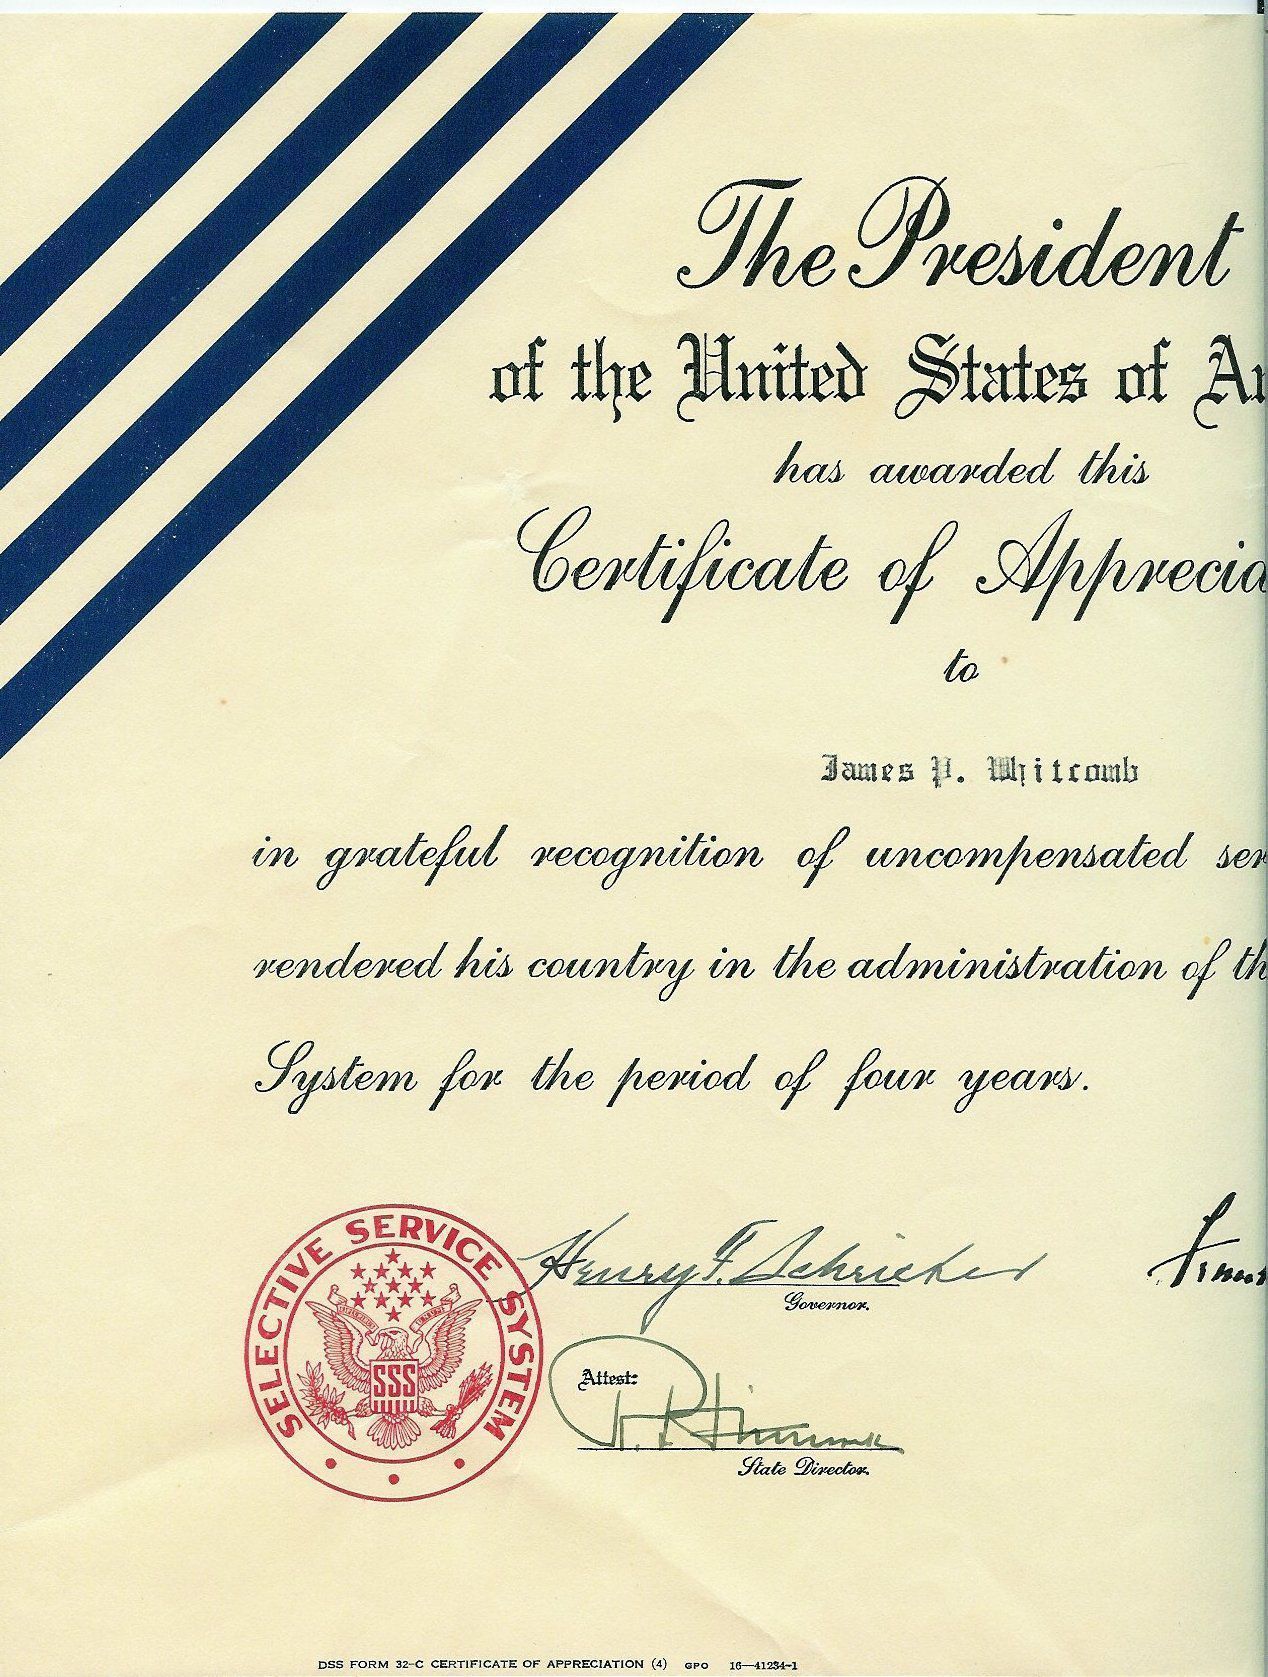 The President
of the United States of A
has awarded this
Certificate of Apprecia
to
James P. Whitcomb
in grateful recognition of uncompensated ser
rendered his country in the administration of th
System for the period of four years.
SELECTIVE SERVICE SYSTEM
SSS
Henry F. Schricker
Governor.
Attest:
State Director.
DSS FORM 32-C CERTIFICATE OF APPRECIATION (4) GPO 16—41234-1